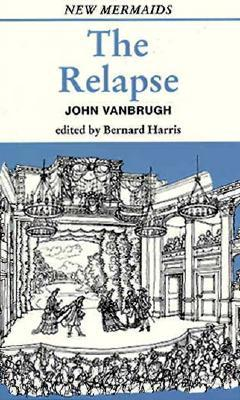 NEW MERMAIDS
The
Relapse
JOHN VANBRUGH
edited by Bernard Harris